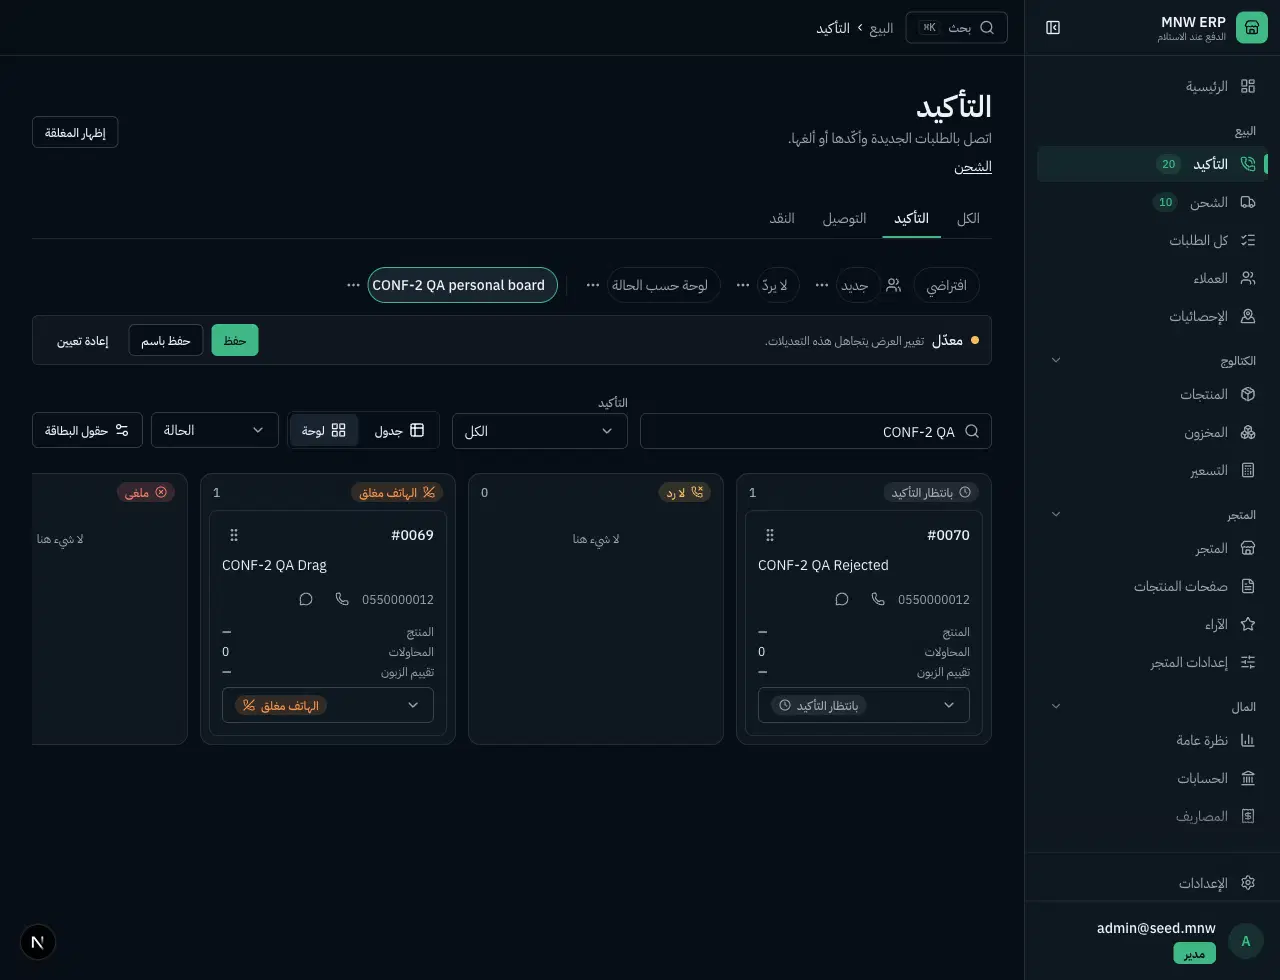 MNW ERP
الدفع عند الاستلام
الرئيسية
البيع
التأكيد 20
الشحن 10
كل الطلبات
العملاء
الإحصائيات
الكتالوج
المنتجات
المخزون
التسعير
المتجر
المتجر
صفحات المنتجات
الآراء
إعدادات المتجر
المال
نظرة عامة
الحسابات
المصاريف
الإعدادات
admin@seed.mnw
مدير
A
بحث ⌘K
البيع › التأكيد
التأكيد
اتصل بالطلبات الجديدة وأكّدها أو ألغها.
الشحن
إظهار المغلقة
الكل التأكيد التوصيل النقد
افتراضي جديد ··· لا يردّ ··· لوحة حسب الحالة ··· CONF-2 QA personal board ···
معدّل تغيير العرض يتجاهل هذه التعديلات. حفظ حفظ باسم إعادة تعيين
التأكيد
CONF-2 QA الكل جدول لوحة الحالة حقول البطاقة
بانتظار التأكيد 1
#0070
CONF-2 QA Rejected
0550000012
المنتج —
المحاولات 0
تقييم الزبون —
بانتظار التأكيد
لا رد 0
لا شيء هنا
الهاتف مغلق 1
#0069
CONF-2 QA Drag
0550000012
المنتج —
المحاولات 0
تقييم الزبون —
الهاتف مغلق
ملغى
لا شيء هنا
N